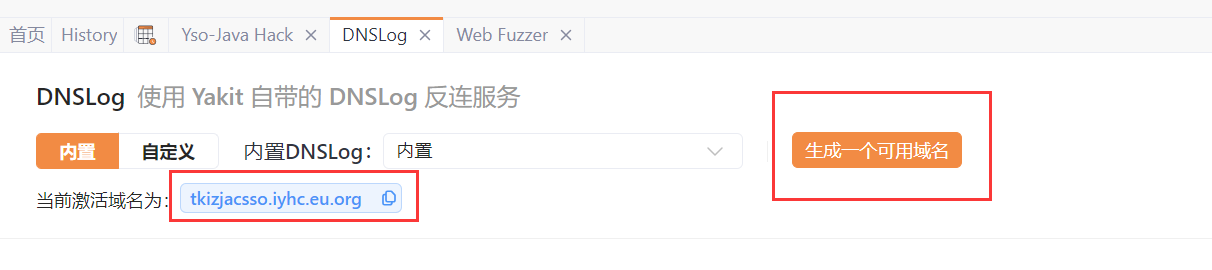 首页 History Yso-Java Hack DNSLog Web Fuzzer
DNSLog 使用 Yakit 自带的 DNSLog 反连服务
内置 自定义 内置DNSLog： 内置 生成一个可用域名
当前激活域名为： tkizjacsso.iyhc.eu.org